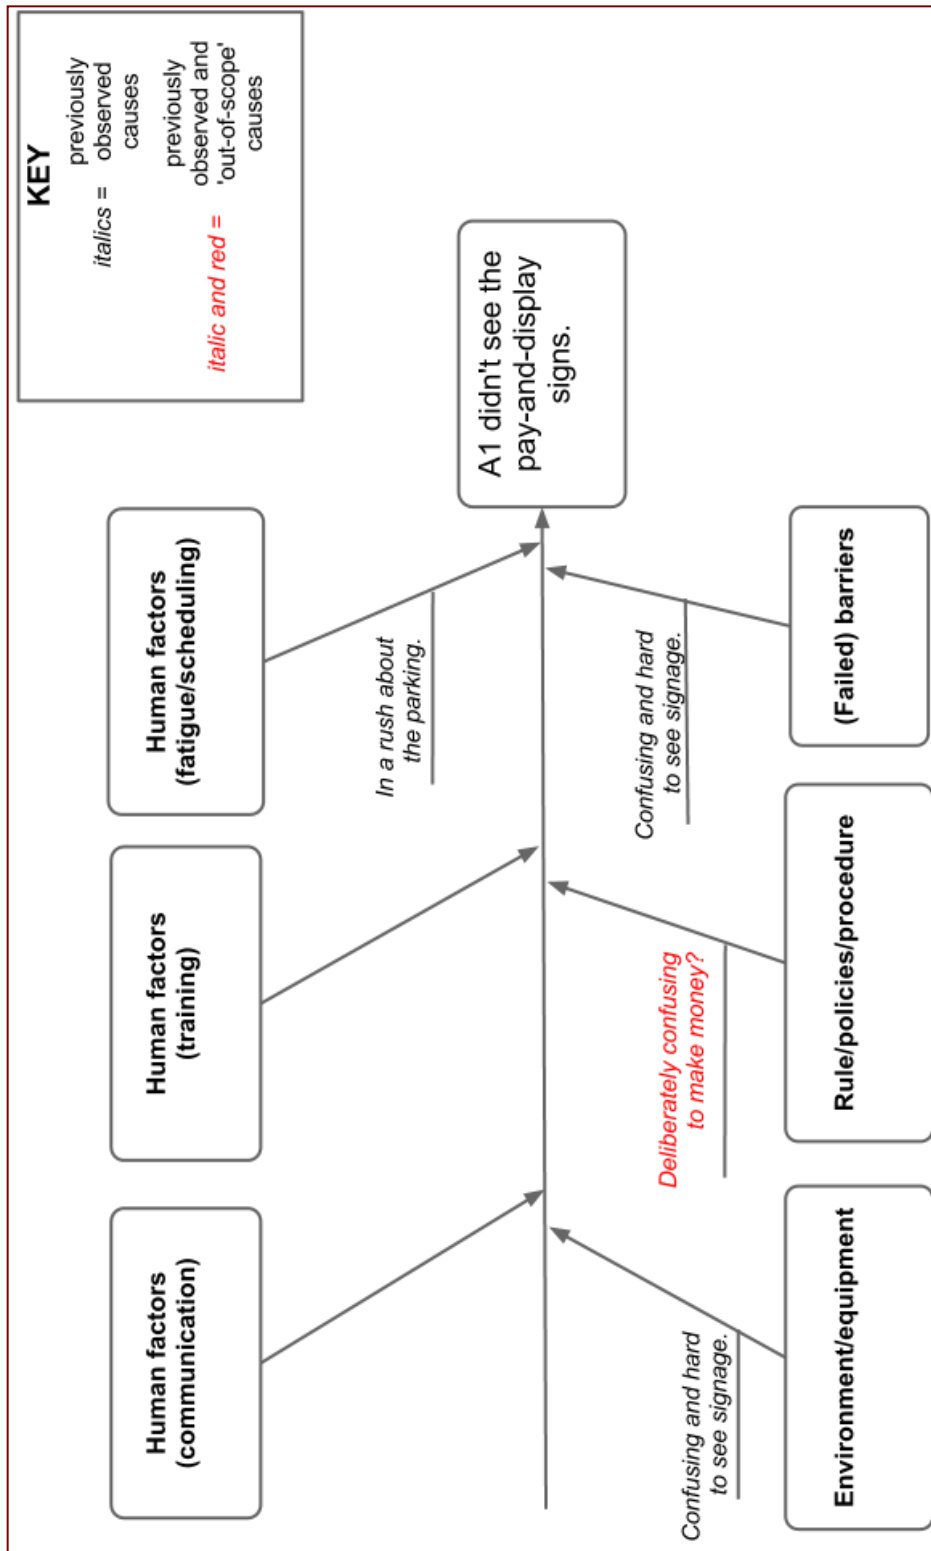 KEY
italics = previously
observed
causes
italic and red = previously
observed and
'out-of-scope'
causes
Human factors
(communication)
Human factors
(training)
Human factors
(fatigue/scheduling)
In a rush about
the parking.
A1 didn't see the
pay-and-display
signs.
Confusing and hard
to see signage.
Deliberately confusing
to make money?
Confusing and hard
to see signage.
Environment/equipment
Rule/policies/procedure
(Failed) barriers